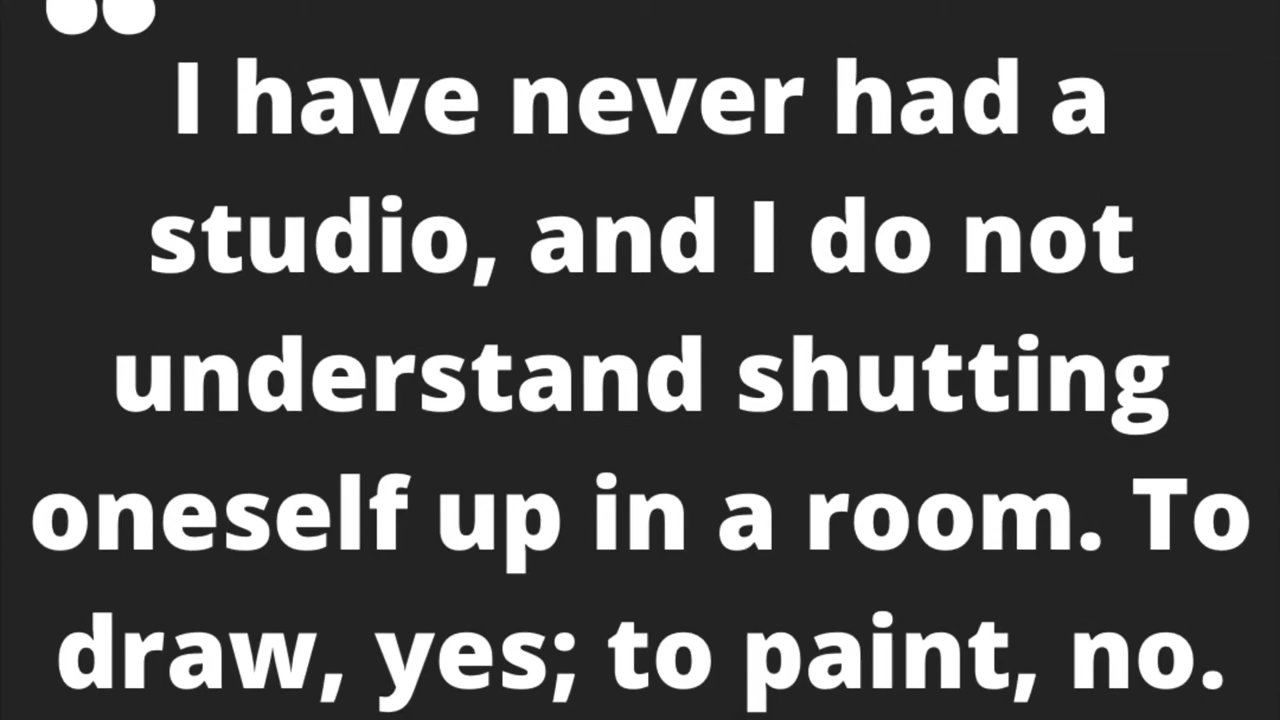 I have never had a
studio, and I do not
understand shutting
oneself up in a room. To
draw, yes; to paint, no.